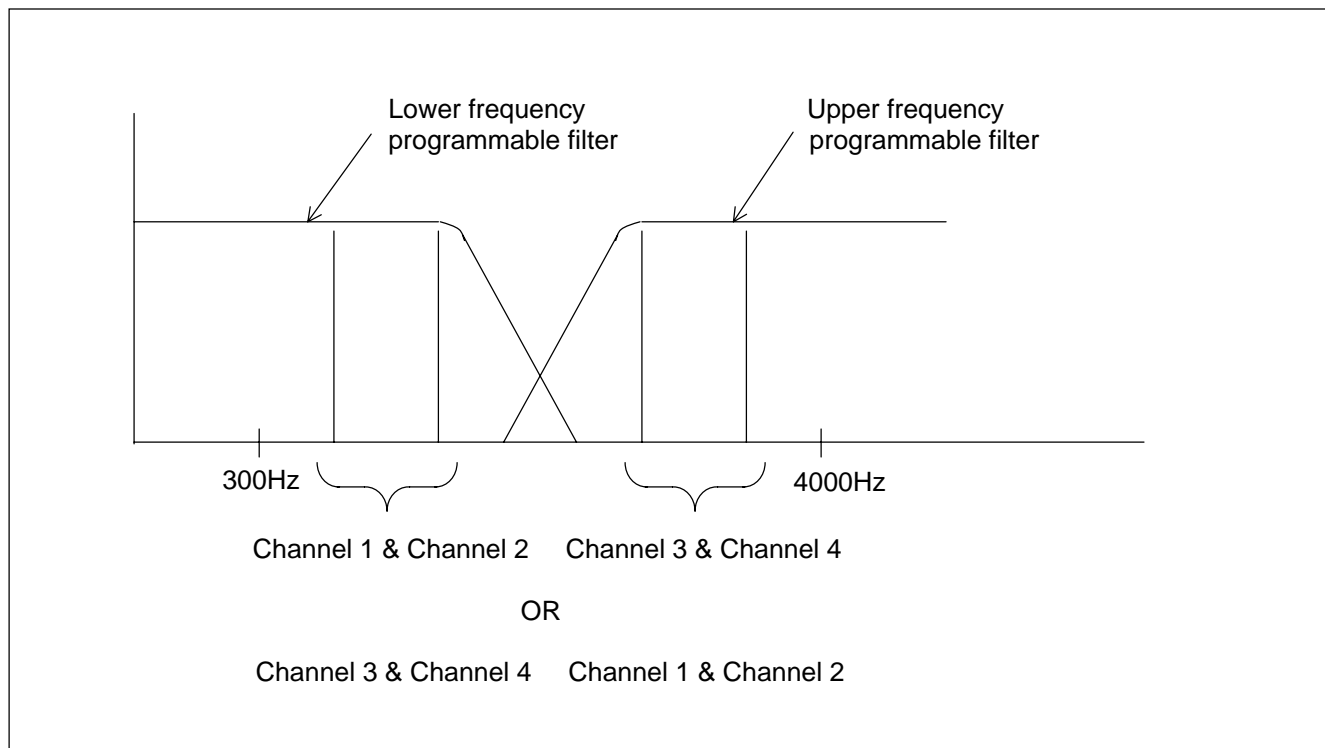 Lower frequency
programmable filter
Upper frequency
programmable filter
300Hz
4000Hz
Channel 1 & Channel 2
Channel 3 & Channel 4
OR
Channel 3 & Channel 4
Channel 1 & Channel 2